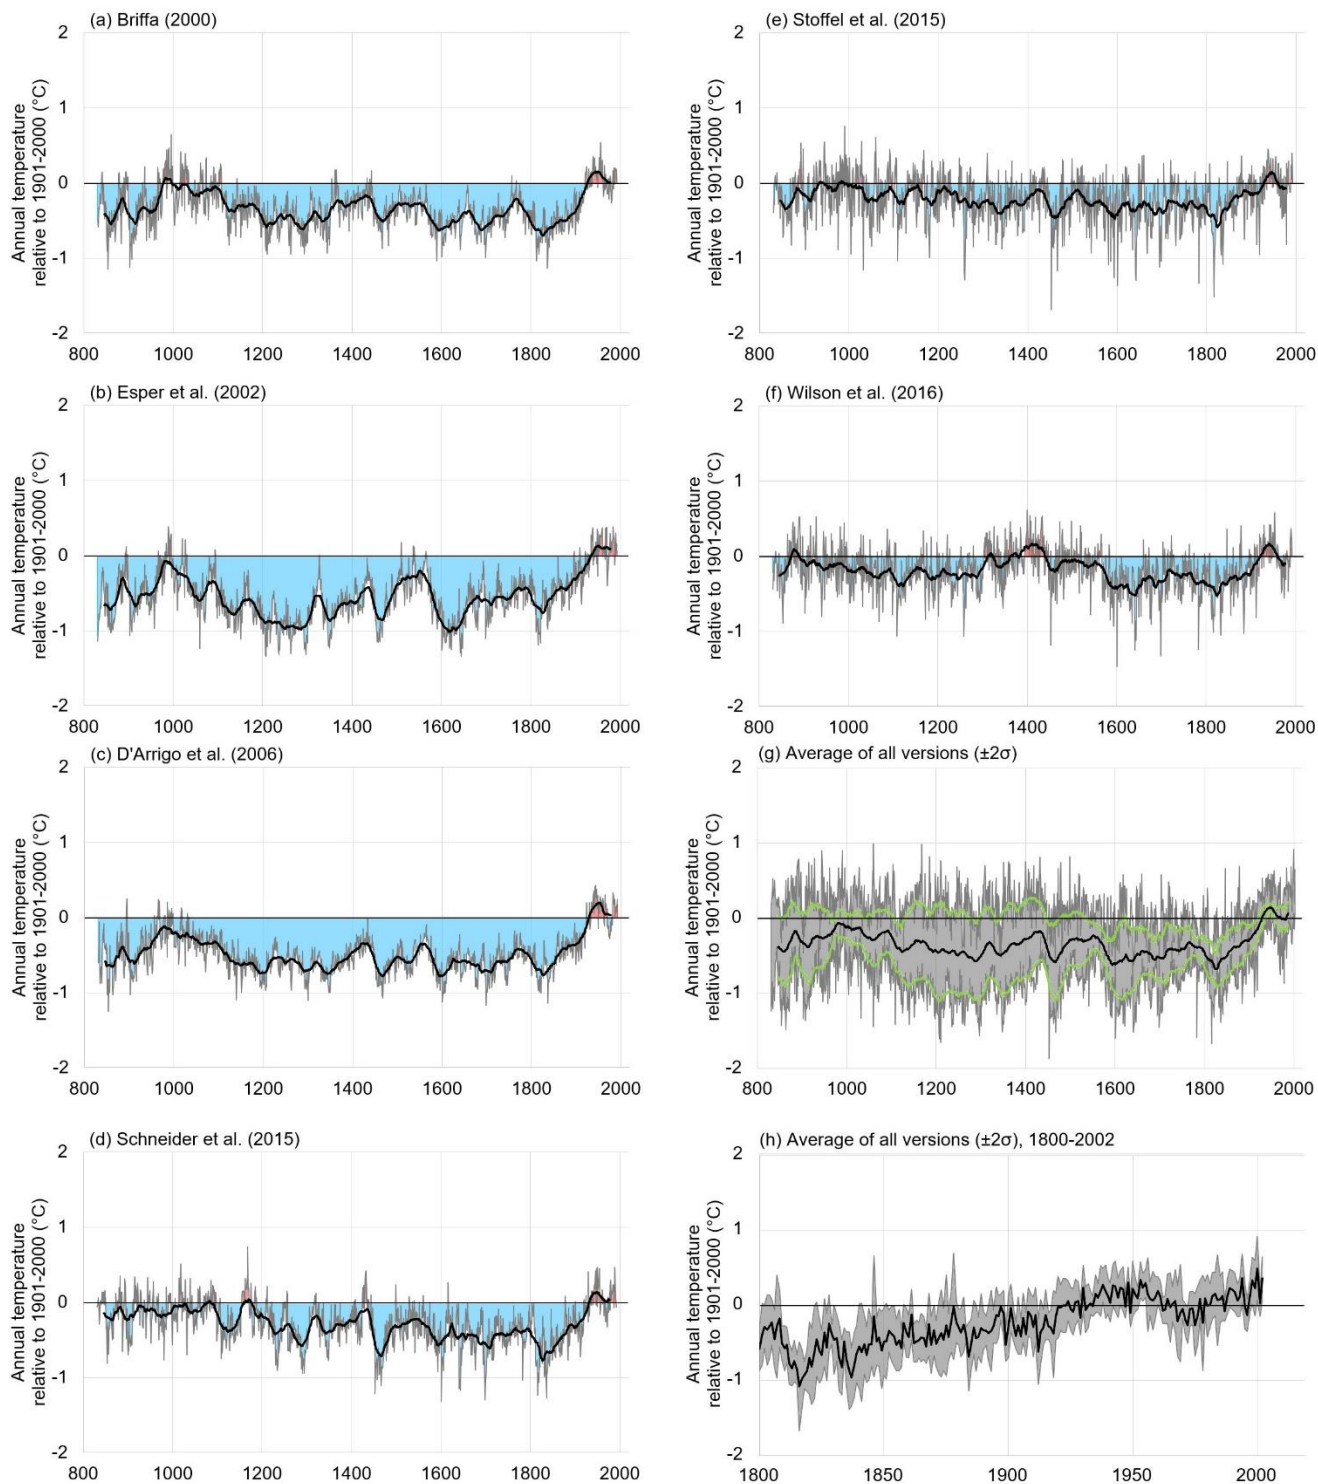 (a) Briffa (2000)
Annual temperature
relative to 1901-2000 (°C)
2
1
0
-1
-2
800 1000 1200 1400 1600 1800 2000
(b) Esper et al. (2002)
Annual temperature
relative to 1901-2000 (°C)
2
1
0
-1
-2
800 1000 1200 1400 1600 1800 2000
(c) D'Arrigo et al. (2006)
Annual temperature
relative to 1901-2000 (°C)
2
1
0
-1
-2
800 1000 1200 1400 1600 1800 2000
(d) Schneider et al. (2015)
Annual temperature
relative to 1901-2000 (°C)
2
1
0
-1
-2
800 1000 1200 1400 1600 1800 2000
(e) Stoffel et al. (2015)
Annual temperature
relative to 1901-2000 (°C)
2
1
0
-1
-2
800 1000 1200 1400 1600 1800 2000
(f) Wilson et al. (2016)
Annual temperature
relative to 1901-2000 (°C)
2
1
0
-1
-2
800 1000 1200 1400 1600 1800 2000
(g) Average of all versions (±2σ)
Annual temperature
relative to 1901-2000 (°C)
2
1
0
-1
-2
800 1000 1200 1400 1600 1800 2000
(h) Average of all versions (±2σ), 1800-2002
Annual temperature
relative to 1901-2000 (°C)
2
1
0
-1
-2
1800 1850 1900 1950 2000